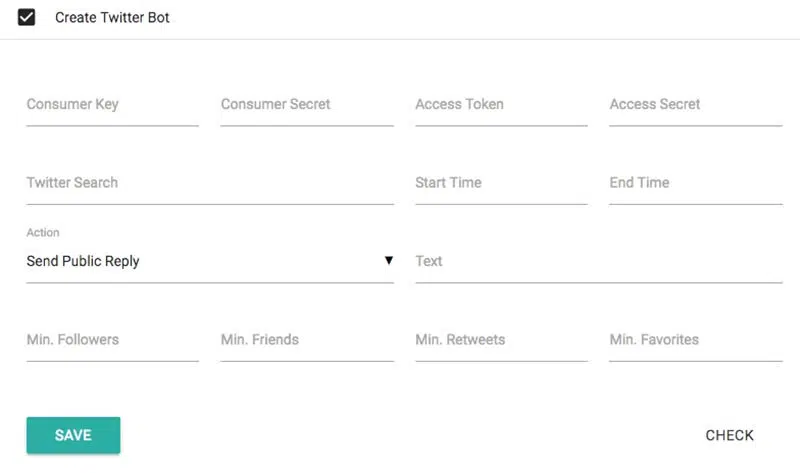 Create Twitter Bot
Consumer Key Consumer Secret Access Token Access Secret
Twitter Search Start Time End Time
Action
Send Public Reply Text
Min. Followers Min. Friends Min. Retweets Min. Favorites
SAVE CHECK